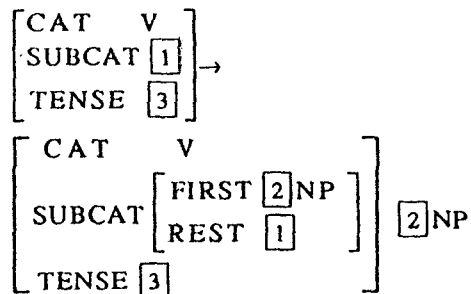 CAT V
SUBCAT 1
TENSE 3 →
CAT V
SUBCAT FIRST 2 NP
REST 1
2 NP
TENSE 3